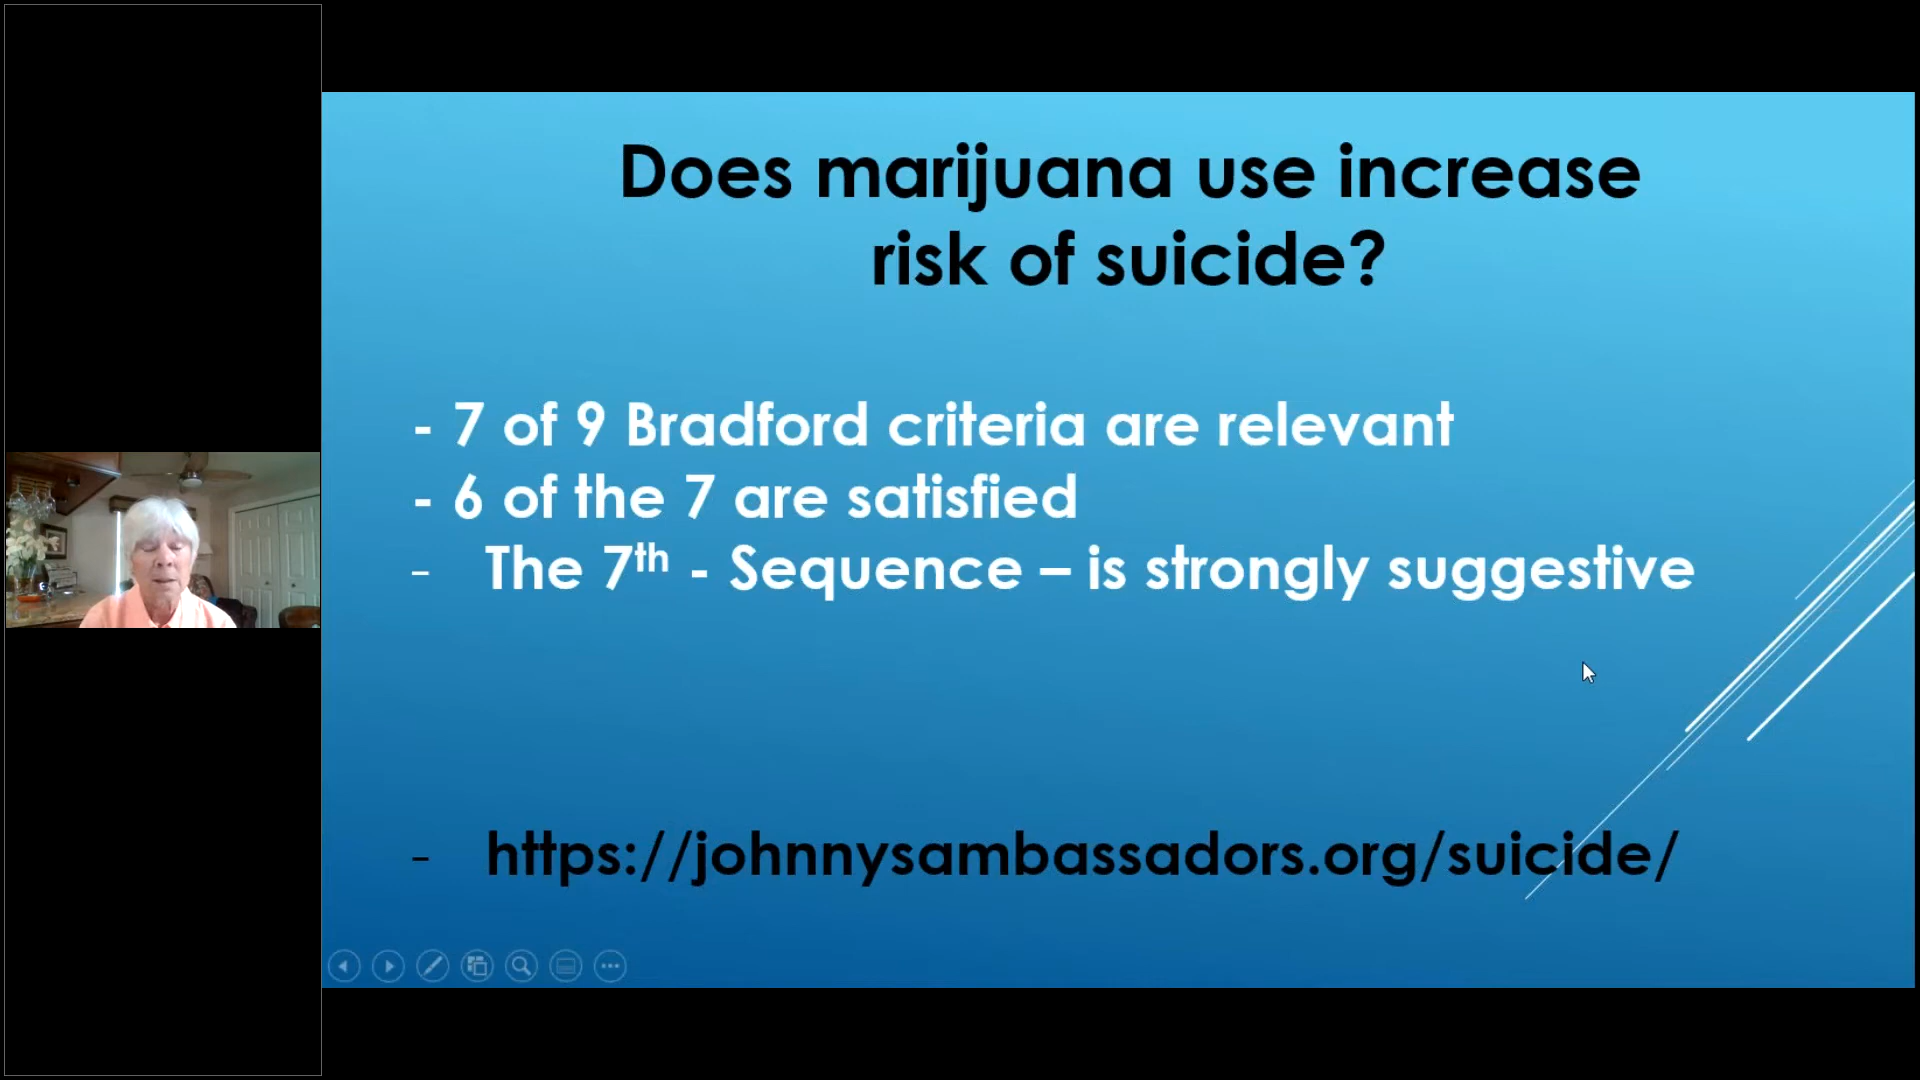 Does marijuana use increase
risk of suicide?
- 7 of 9 Bradford criteria are relevant
- 6 of the 7 are satisfied
- The 7th - Sequence – is strongly suggestive
- https://johnnysambassadors.org/suicide/